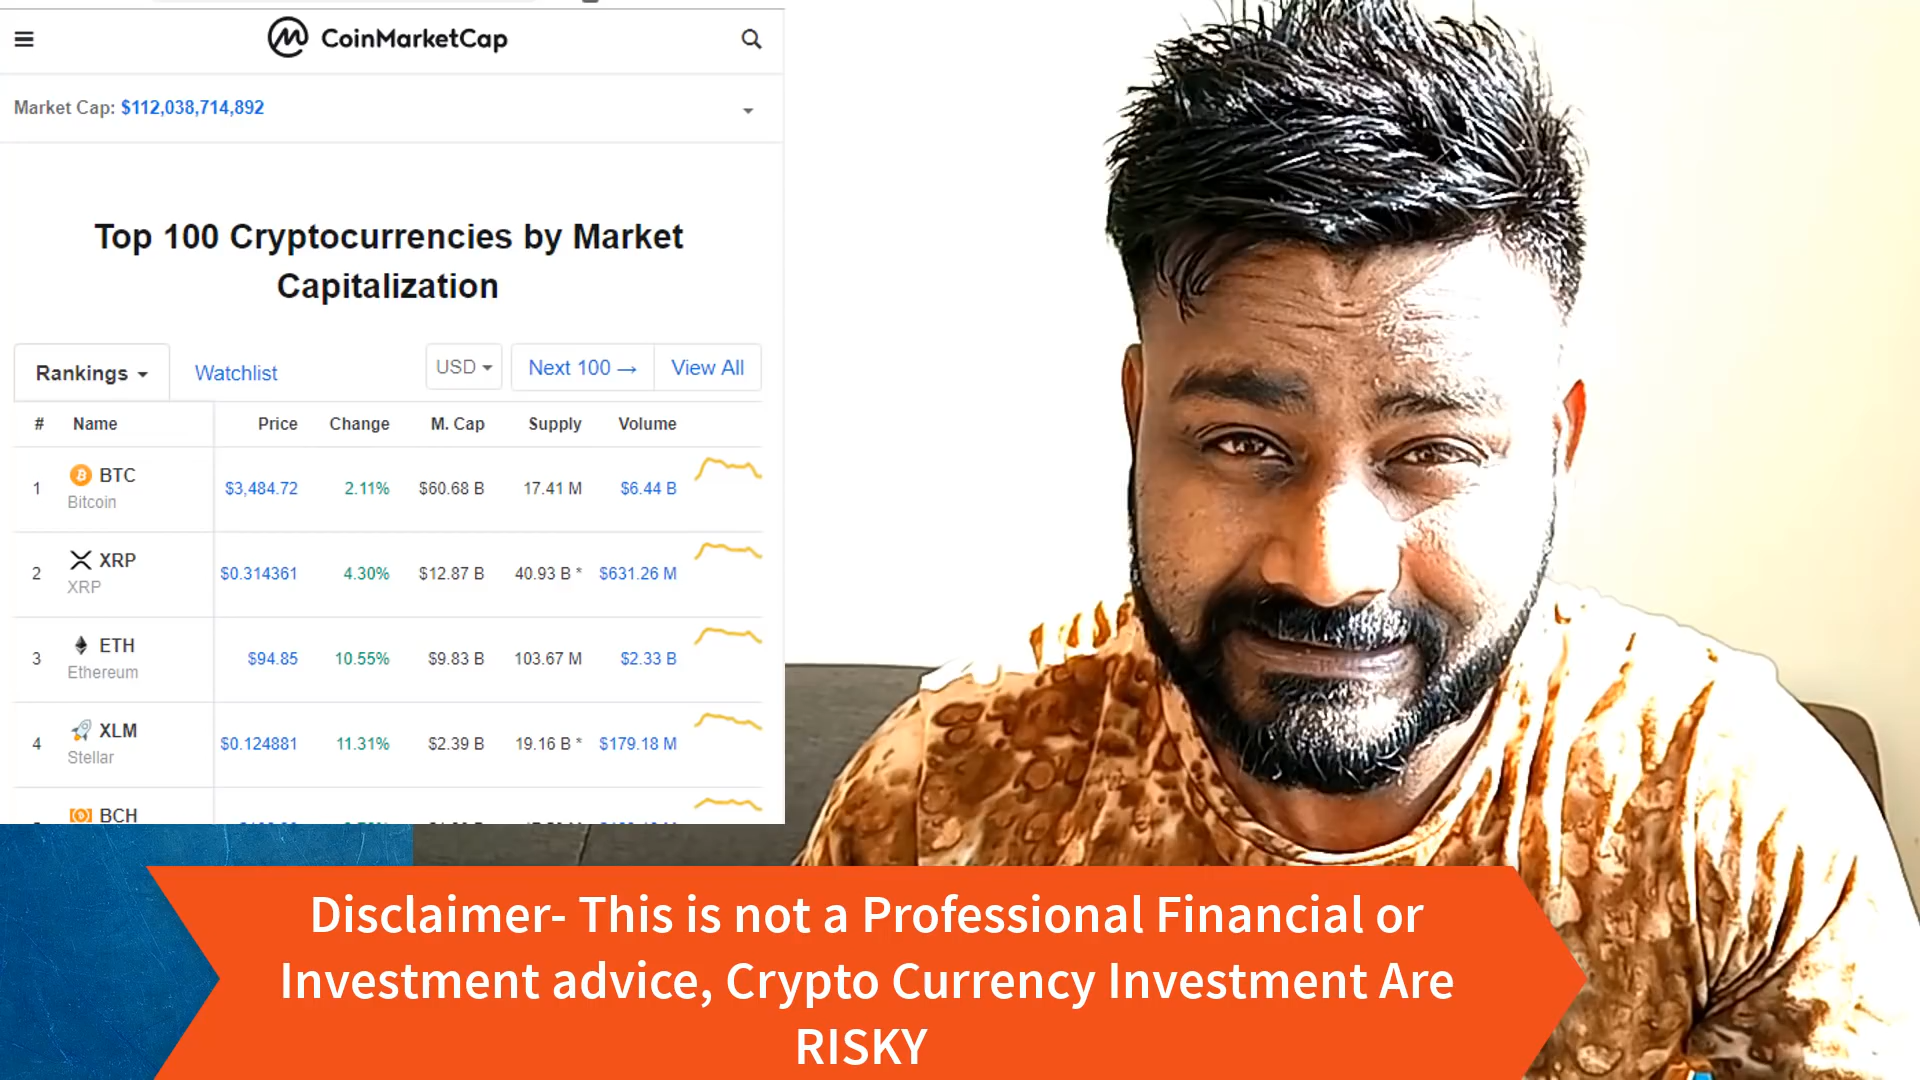 CoinMarketCap
Market Cap: $112,038,714,892
Top 100 Cryptocurrencies by Market
Capitalization
Rankings Watchlist USD Next 100 → View All
# Name Price Change M. Cap Supply Volume
1 BTC Bitcoin $3,484.72 2.11% $60.68 B 17.41 M $6.44 B
2 XRP XRP $0.314361 4.30% $12.87 B 40.93 B * $631.26 M
3 ETH Ethereum $94.85 10.55% $9.83 B 103.67 M $2.33 B
4 XLM Stellar $0.124881 11.31% $2.39 B 19.16 B * $179.18 M
BCH
Disclaimer- This is not a Professional Financial or
Investment advice, Crypto Currency Investment Are
RISKY